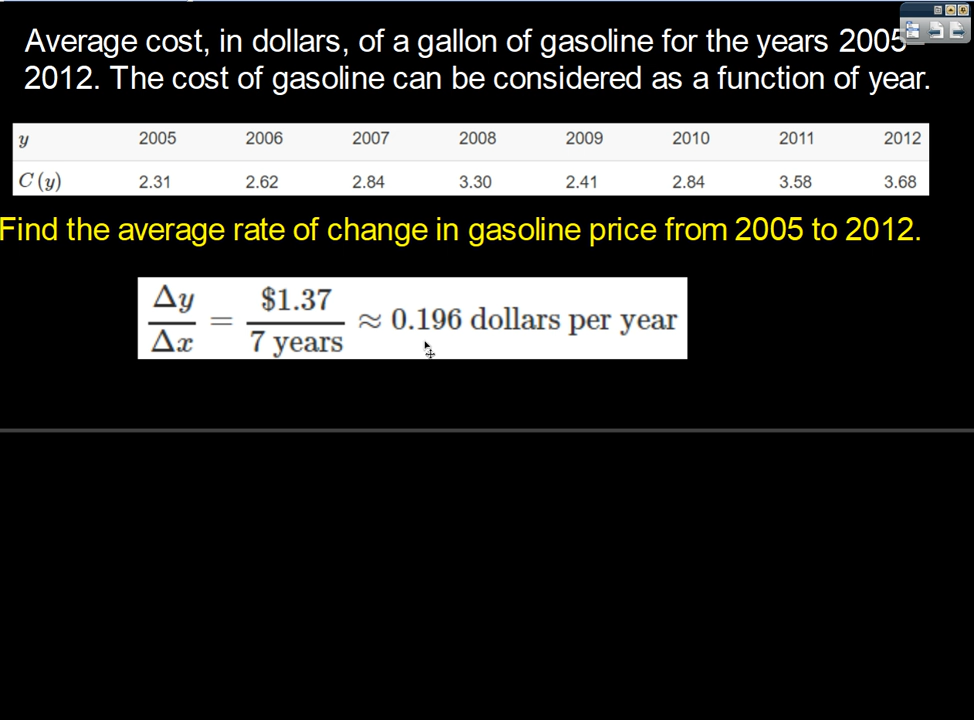 Average cost, in dollars, of a gallon of gasoline for the years 2005-
2012. The cost of gasoline can be considered as a function of year.
y 2005 2006 2007 2008 2009 2010 2011 2012
C (y) 2.31 2.62 2.84 3.30 2.41 2.84 3.58 3.68
Find the average rate of change in gasoline price from 2005 to 2012.
Δy/Δx = $1.37/7 years ≈ 0.196 dollars per year